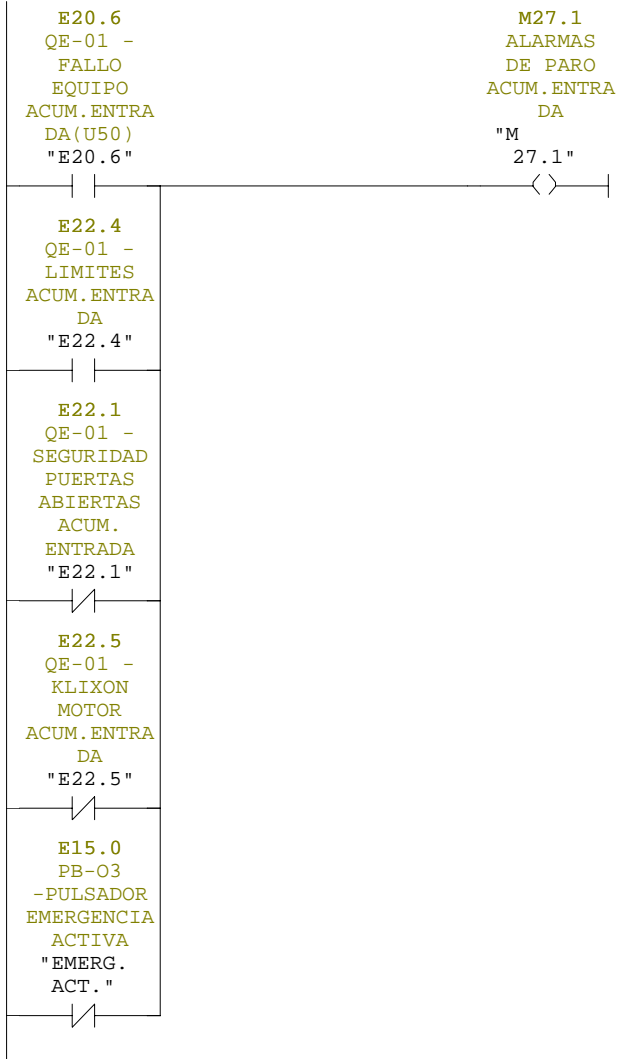 E20.6
QE-01 -
FALLO
EQUIPO
ACUM.ENTRA
DA(U50)
"E20.6"
M27.1
ALARMAS
DE PARO
ACUM.ENTRA
DA
"M
27.1"
E22.4
QE-01 -
LIMITES
ACUM.ENTRA
DA
"E22.4"
E22.1
QE-01 -
SEGURIDAD
PUERTAS
ABIERTAS
ACUM.
ENTRADA
"E22.1"
E22.5
QE-01 -
KLIXON
MOTOR
ACUM.ENTRA
DA
"E22.5"
E15.0
PB-O3
-PULSADOR
EMERGENCIA
ACTIVA
"EMERG.
ACT."